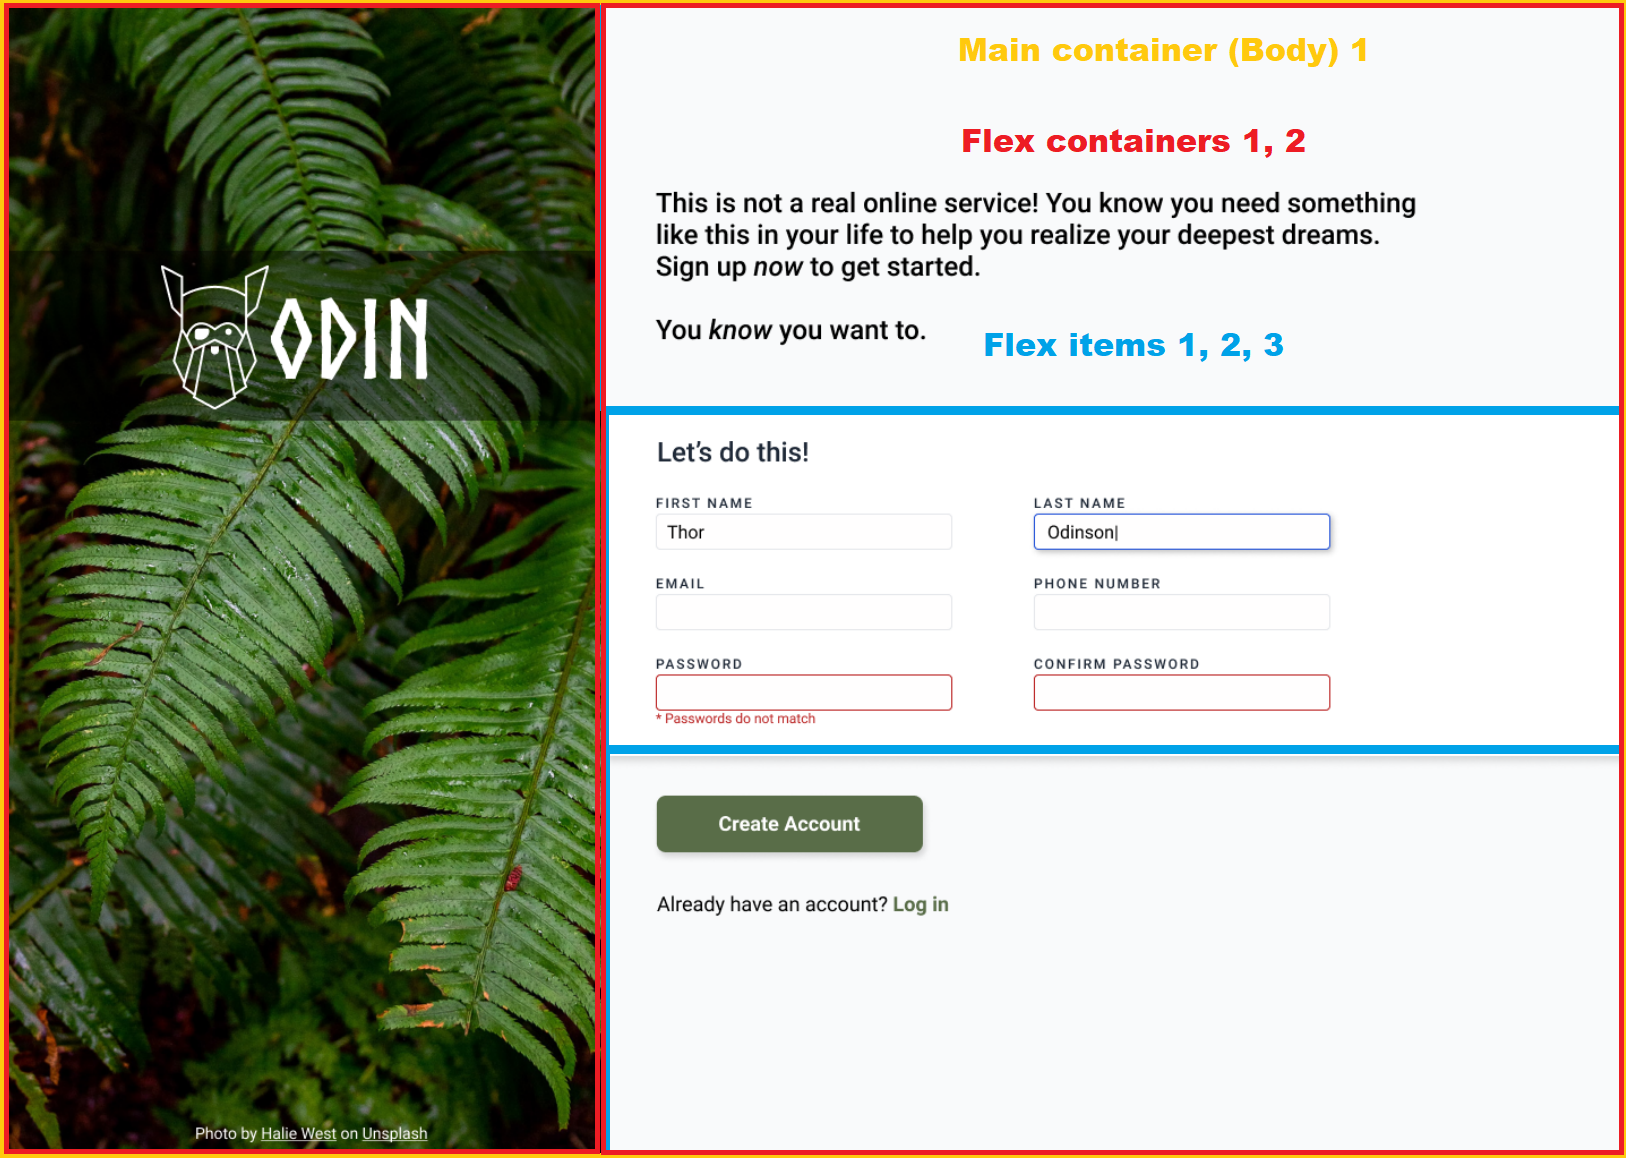 ODIN
Photo by Halie West on Unsplash
Main container (Body) 1
Flex containers 1, 2
This is not a real online service! You know you need something
like this in your life to help you realize your deepest dreams.
Sign up now to get started.
You know you want to.
Flex items 1, 2, 3
Let’s do this!
FIRST NAME
Thor
LAST NAME
Odinson
EMAIL
PHONE NUMBER
PASSWORD
* Passwords do not match
CONFIRM PASSWORD
Create Account
Already have an account? Log in